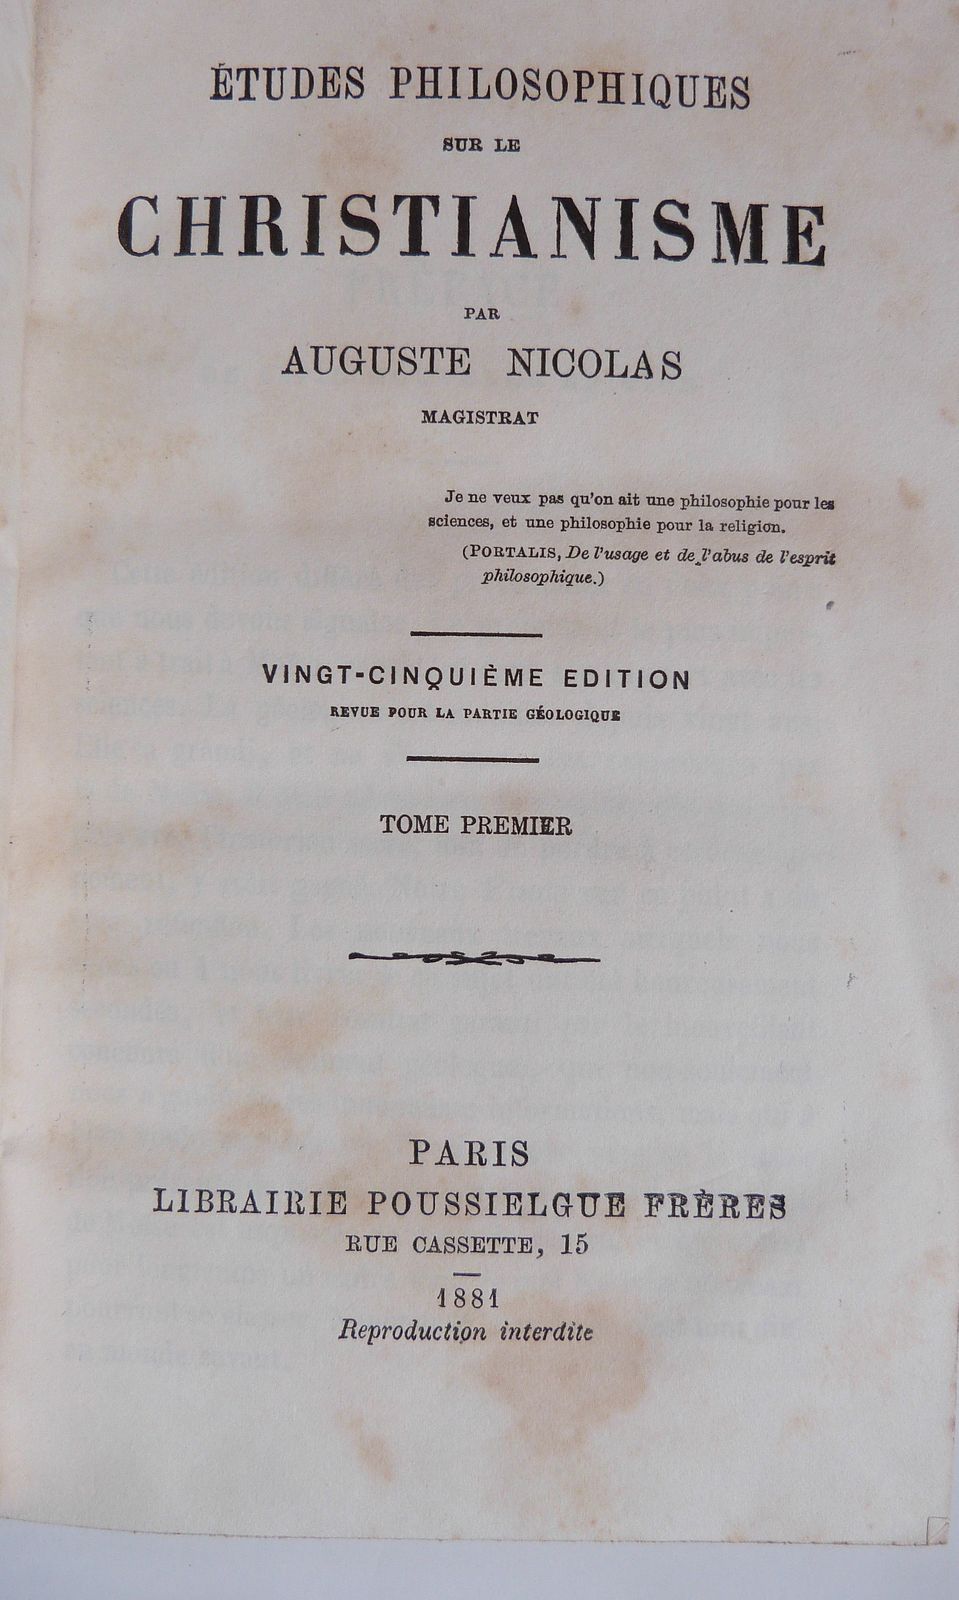 ÉTUDES PHILOSOPHIQUES
SUR LE
CHRISTIANISME
PAR
AUGUSTE NICOLAS
MAGISTRAT
Je ne veux pas qu'on ait une philosophie pour les
sciences, et une philosophie pour la religion.
(PORTALIS, De l'usage et de l'abus de l'esprit
philosophique.)
VINGT-CINQUIÈME EDITION
REVUE POUR LA PARTIE GÉOLOGIQUE
TOME PREMIER
PARIS
LIBRAIRIE POUSSIELGUE FRÈRES
RUE CASSETTE, 15
1881
Reproduction interdite